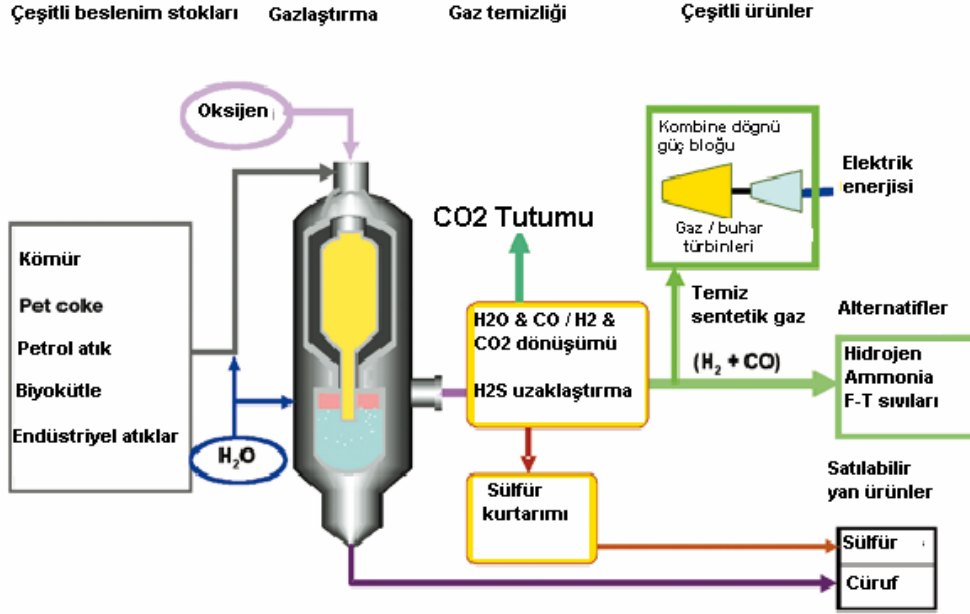 Çeşitli beslenim stokları
Gazlaştırma
Gaz temizliği
Çeşitli ürünler
Oksijen
Kömür
Pet coke
Petrol atık
Biyokütle
Endüstriyel atıklar
H₂O
CO2 Tutumu
H2O & CO / H2 &
CO2 dönüşümü
H2S uzaklaştırma
Sülfür
kurtarımı
Kombine dögnü
güç bloğu
Gaz / buhar
türbinleri
Elektrik
enerjisi
Temiz
sentetik gaz
(H₂ + CO)
Alternatifler
Hidrojen
Ammonia
F-T sıvıları
Satılabilir
yan ürünler
Sülfür
Cüruf